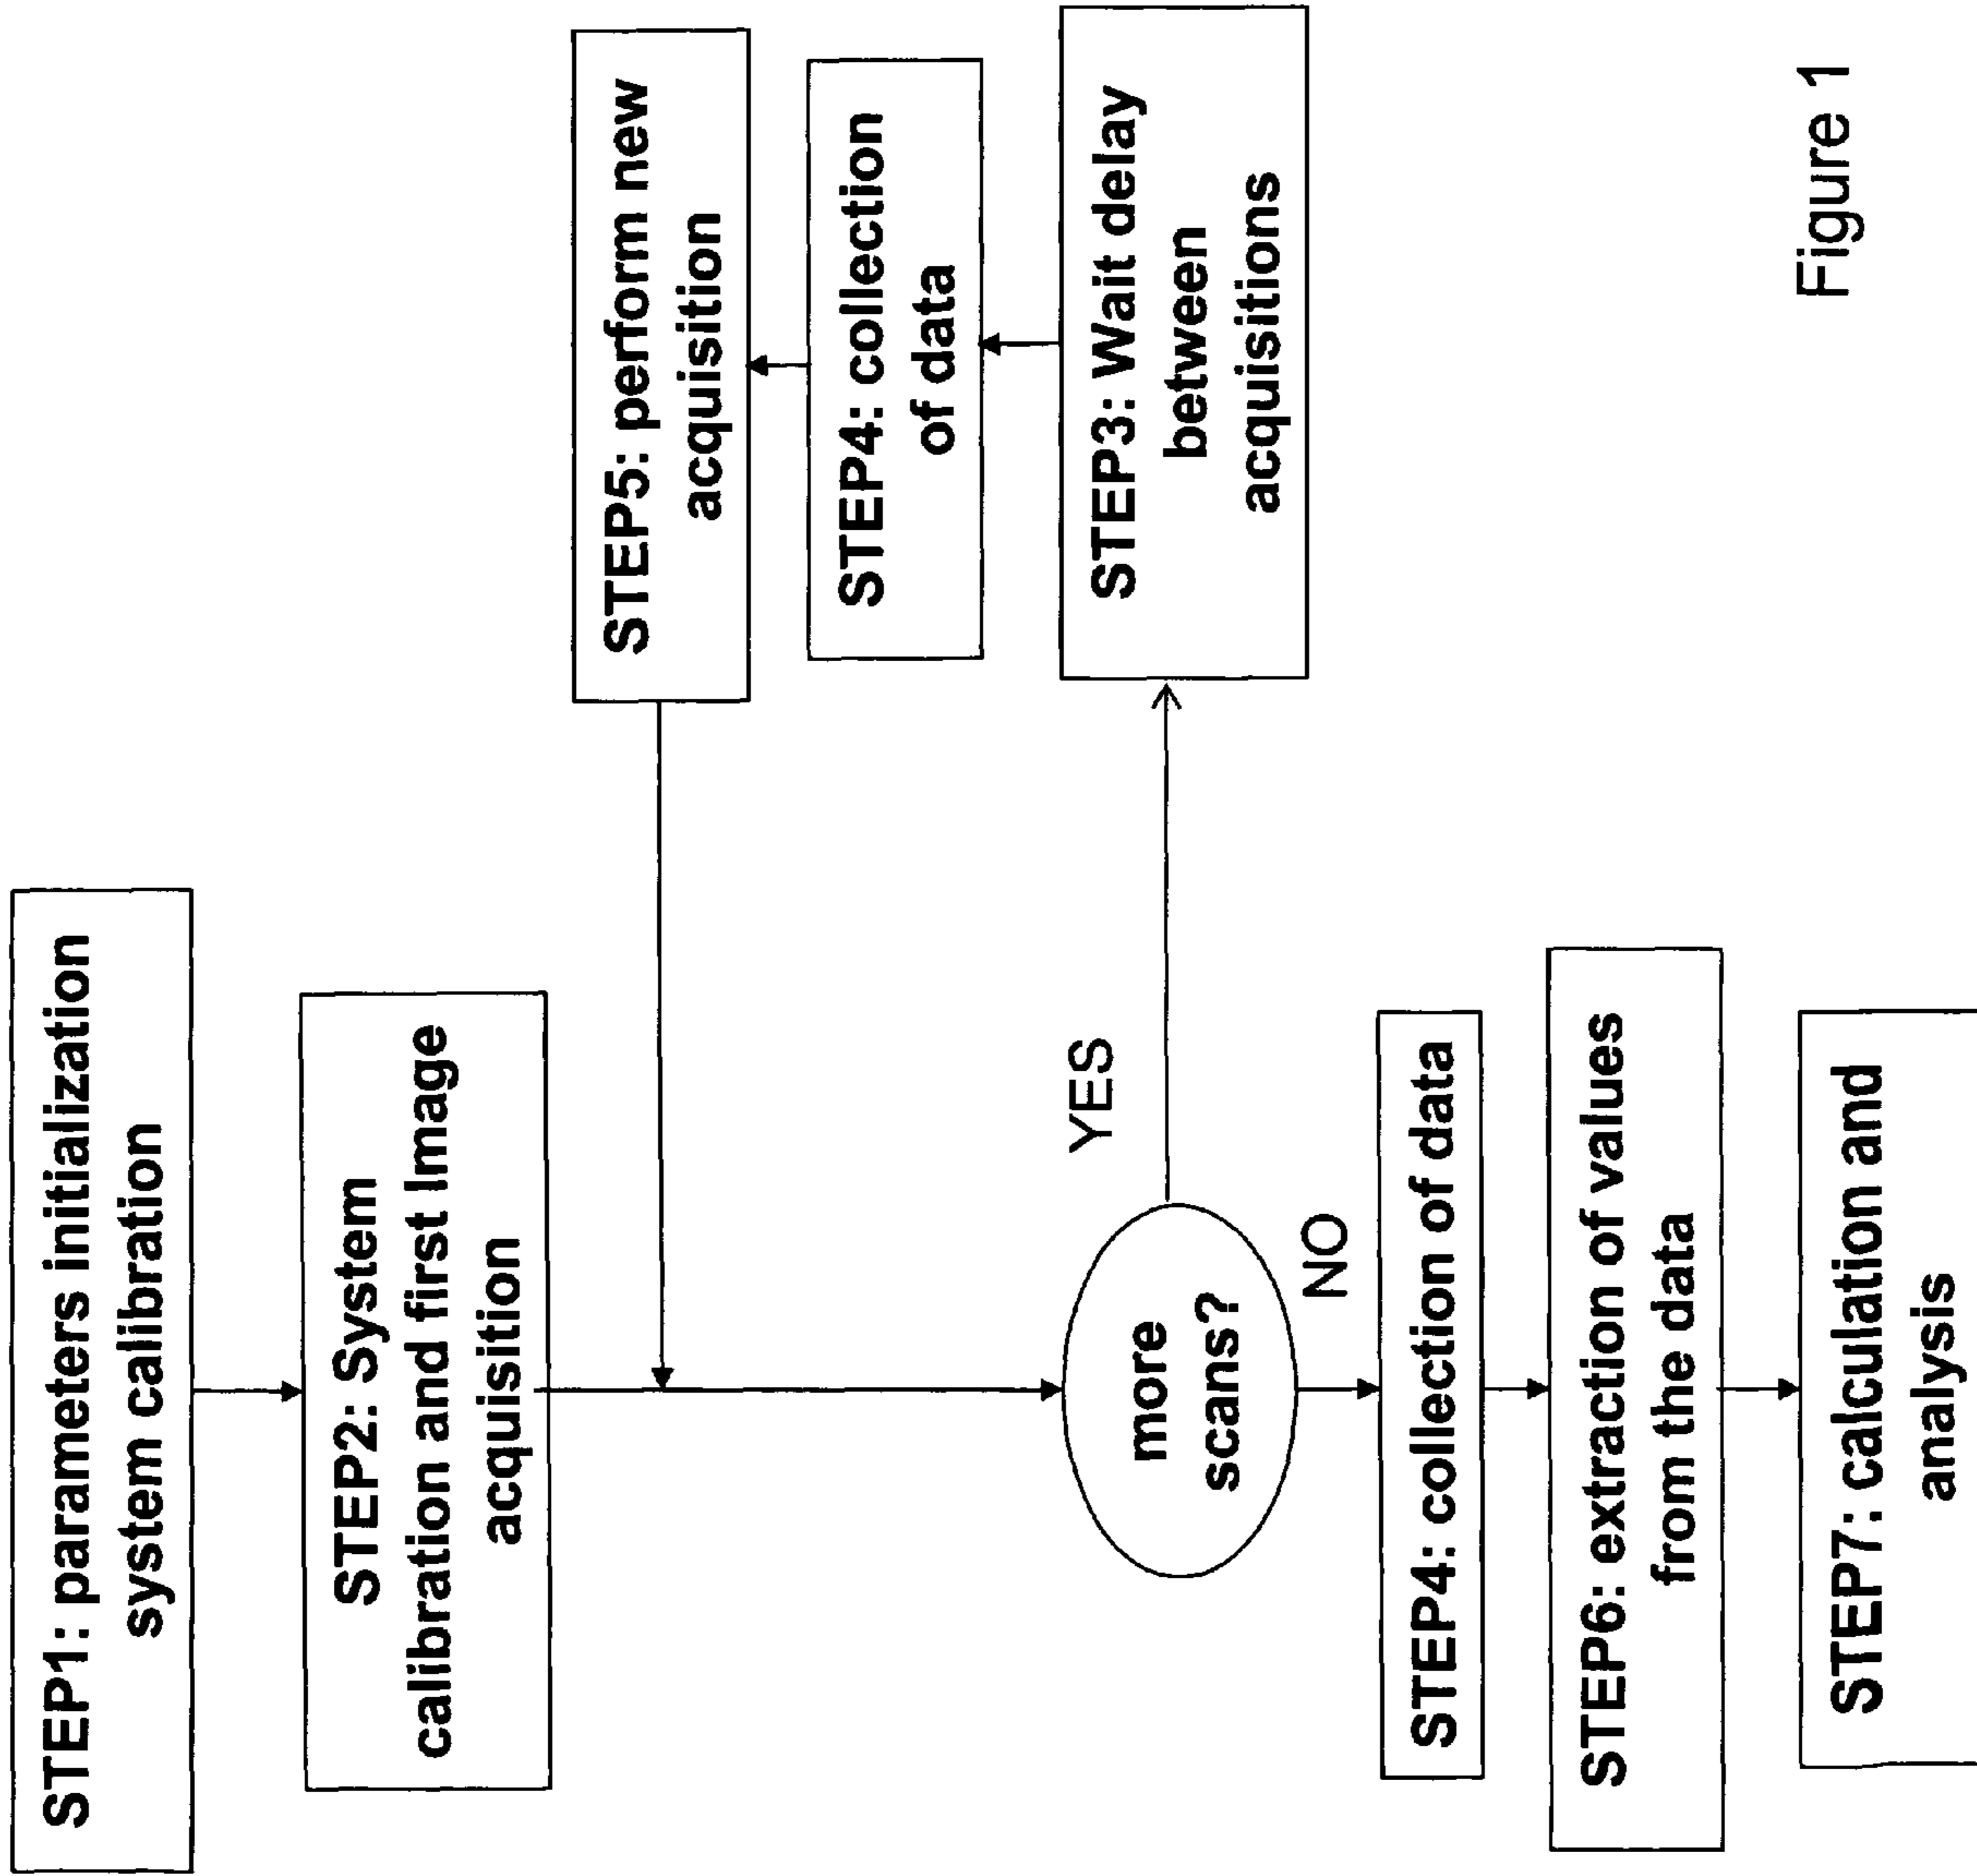 STEP1: parameters initialization
system calibration
STEP2: System
calibration and first Image
acquisition
more
scans?
YES
NO
STEP3: Wait delay
between
acquisitions
STEP4: collection
of data
STEP5: perform new
acquisition
STEP4: collection of data
STEP6: extraction of values
from the data
STEP7: calculation and
analysis
Figure 1